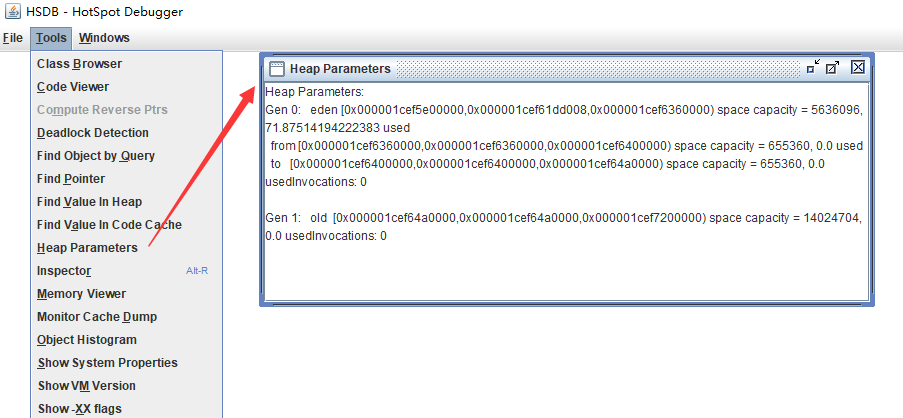 HSDB - HotSpot Debugger
File Tools Windows
Class Browser
Code Viewer
Compute Reverse Ptrs
Deadlock Detection
Find Object by Query
Find Pointer
Find Value In Heap
Find Value In Code Cache
Heap Parameters
Inspector Alt-R
Memory Viewer
Monitor Cache Dump
Object Histogram
Show System Properties
Show VM Version
Show -XX flags
Heap Parameters
Heap Parameters:
Gen 0: eden [0x000001cef5e00000,0x000001cef61dd008,0x000001cef6360000) space capacity = 5636096,
71.87514194222383 used
from [0x000001cef6360000,0x000001cef6360000,0x000001cef6400000) space capacity = 655360, 0.0 used
to [0x000001cef6400000,0x000001cef6400000,0x000001cef64a0000) space capacity = 655360, 0.0
usedInvocations: 0
Gen 1: old [0x000001cef64a0000,0x000001cef64a0000,0x000001cef7200000) space capacity = 14024704,
0.0 usedInvocations: 0